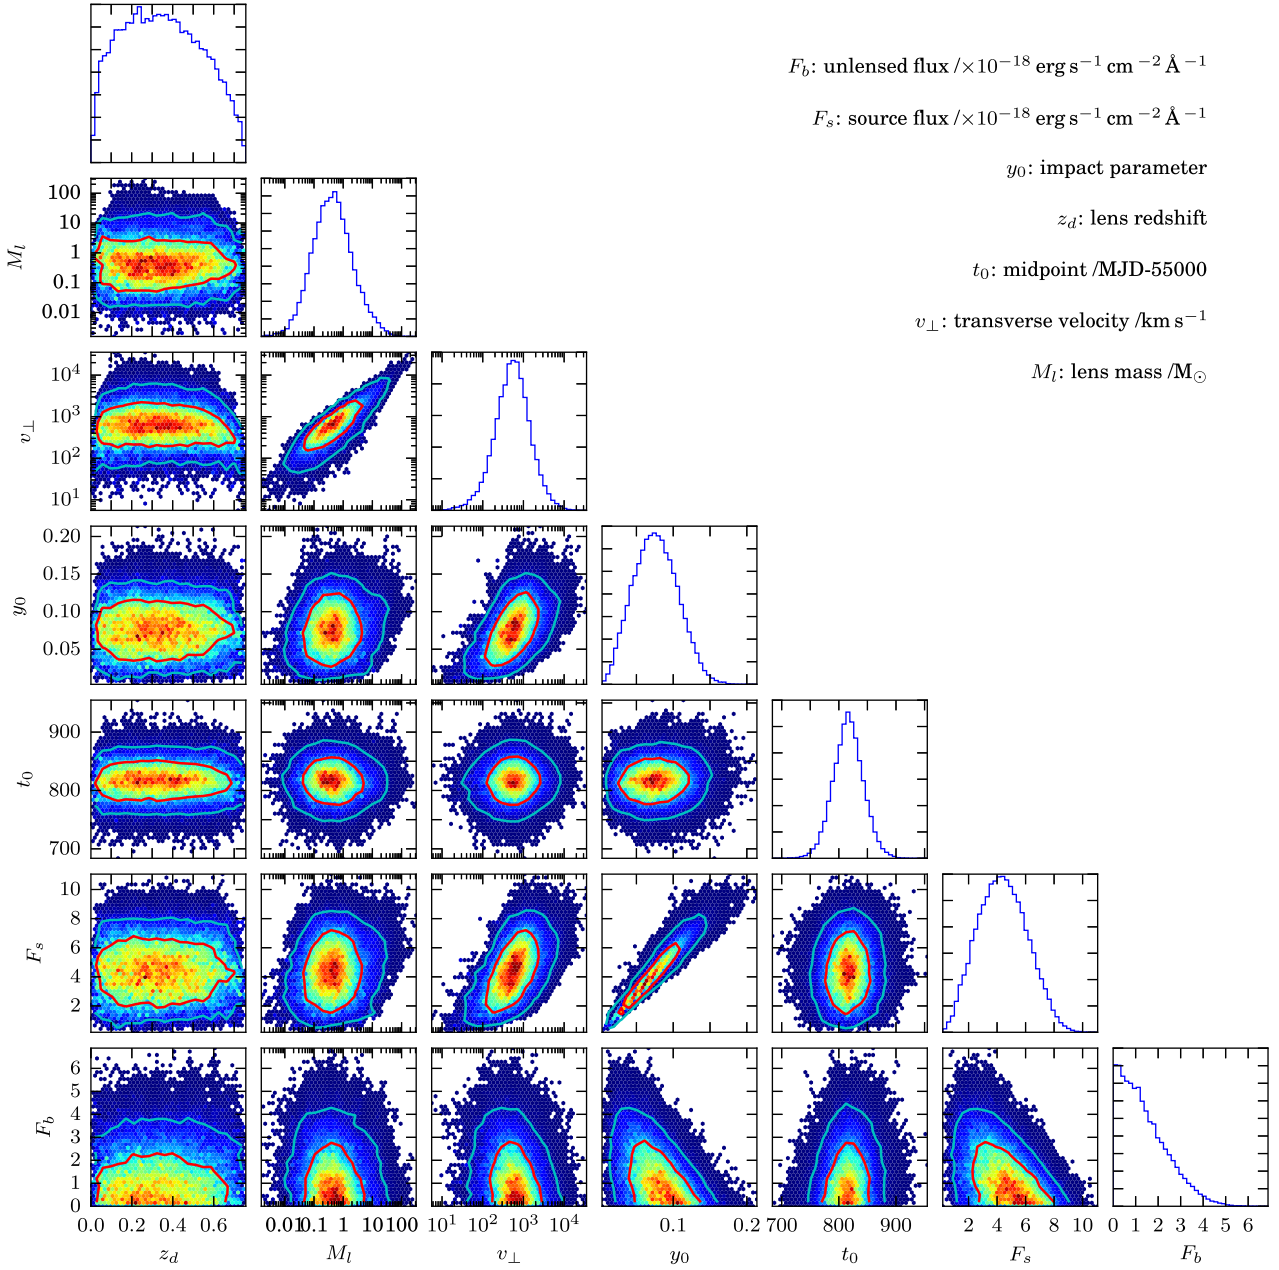 F_b: unlensed flux /×10^−18 erg s^−1 cm^−2 Å^−1
F_s: source flux /×10^−18 erg s^−1 cm^−2 Å^−1
y_0: impact parameter
z_d: lens redshift
t_0: midpoint /MJD-55000
v_⊥: transverse velocity /km s^−1
M_l: lens mass /M_⊙
100
10
1
0.1
0.01
M_l
10^4
10^3
10^2
10^1
v_⊥
0.20
0.15
0.10
0.05
y_0
900
800
700
t_0
10
8
6
4
2
F_s
6
5
4
3
2
1
0
F_b
0.0 0.2 0.4 0.6
0.01 0.1 1 10 100
10^1 10^2 10^3 10^4
0.1 0.2
700 800 900
2 4 6 8 10
0 1 2 3 4 5 6
z_d M_l v_⊥ y_0 t_0 F_s F_b